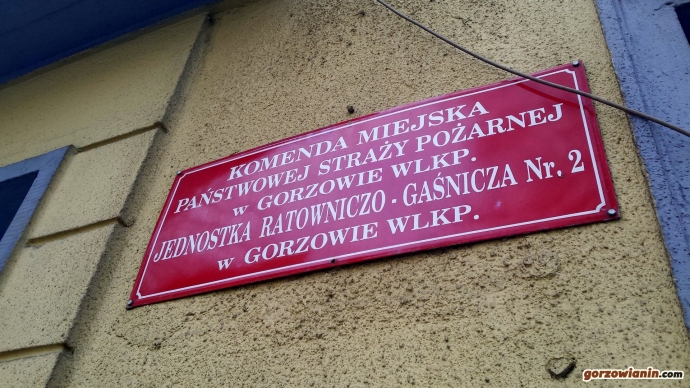 KOMENDA MIEJSKA
PAŃSTWOWEJ STRAŻY POŻARNEJ
w GORZOWIE WLKP.
JEDNOSTKA RATOWNICZO - GAŚNICZA Nr. 2
w GORZOWIE WLKP.
gorzowianin.com